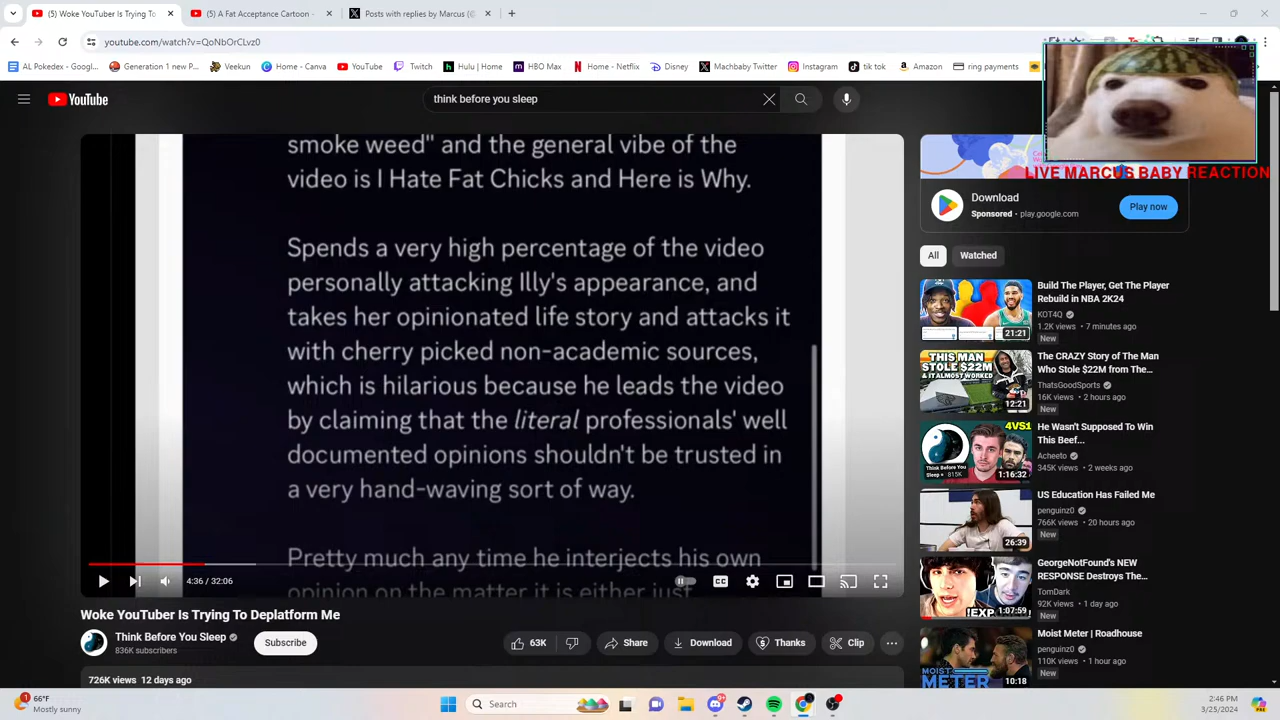 (5) Woke YouTuber Is Trying To
(5) A Fat Acceptance Cartoon -
Posts with replies by Marcus B
youtube.com/watch?v=QoNbOrCLvz0
AL Pokedex - Google
Generation 1 Poke
Veekun
Home - Canva
YouTube
Home - Netflix
Disney
Machbaby Twitter
Instagram
tik tok
Amazon
ring payments
YouTube
think before you sleep
LIVE MARCUS BABY REACTION
smoke weed" and the general vibe of the
video is I Hate Fat Chicks and Here is Why.
Spends a very high percentage of the video
personally attacking Illy's appearance, and
takes an opinionated life story and attacks it
with cherry picked non-academic sources,
which is hilarious because he leads the video
by claiming that the literal professionals' well
documented opinions shouldn't be trusted in
a very hand-waving sort of way.
Pretty much any time he interjects his own
4:36 / 32:06
Woke YouTuber Is Trying To Deplatform Me
Think Before You Sleep
836K subscribers
Subscribe
63K
Share
Download
Thanks
Clip
726K views 12 days ago
Download
Sponsored • play.google.com
Play now
All
Watched
Build The Player, Get The Player
Rebuild in NBA 2K24
KOT4Q
1.2K views • 7 minutes ago
New
21:21
THIS MAN
STOLE $22M
& IT ALMOST WORKED
12:21
The CRAZY Story of The Man
Who Stole $22M from The…
ThatsGoodSports
16K views • 2 hours ago
New
4VS1
Think Before
You Sleep
815K
1:16:32
He Wasn't Supposed To Win
This Beef...
Acheeto
345K views • 2 weeks ago
26:39
US Education Has Failed Me
penguinz0
766K views • 20 hours ago
New
!EXP
1:07:59
GeorgeNotFound's NEW
RESPONSE Destroys The…
TomDark
92K views • 1 day ago
New
MOIST
METER
10:18
Moist Meter | Roadhouse
penguinz0
110K views • 1 hour ago
New
66°F
Mostly sunny
Search
2:46 PM
3/25/2024